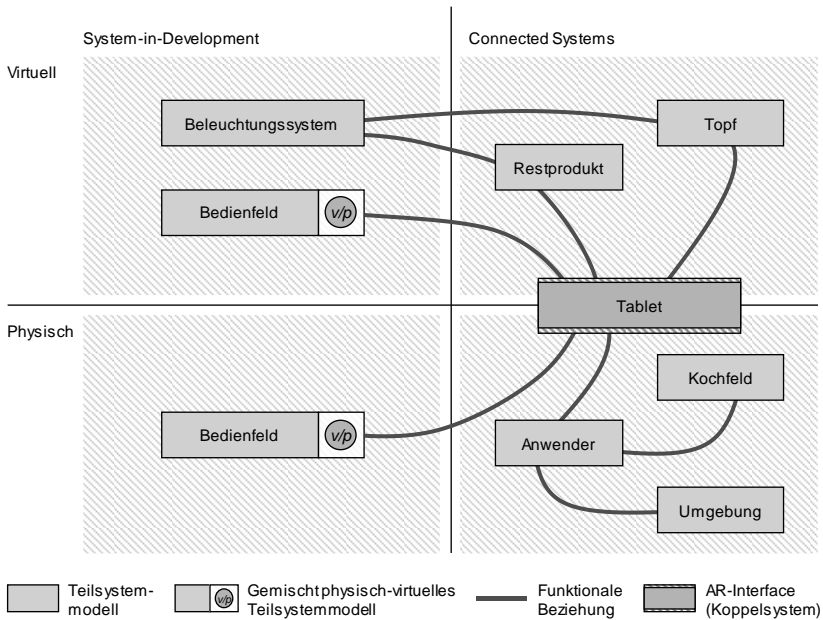 System-in-Development
Connected Systems
Virtuell
Beleuchtungssystem
Topf
Restprodukt
Bedienfeld
v/p
Tablet
Physisch
Kochfeld
Bedienfeld
v/p
Anwender
Umgebung
Teilsystem-
modell
v/p
Gemischt physisch-virtuelles
Teilsystemmodell
Funktionale
Beziehung
AR-Interface
(Koppelsystem)